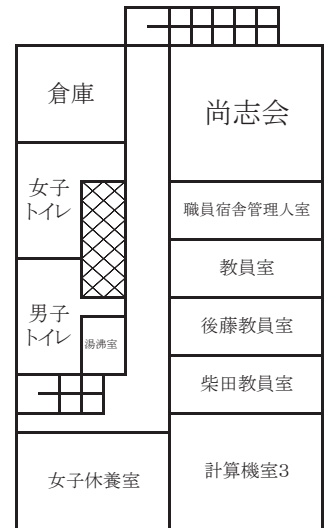 倉庫
尚志会
女子
トイレ
職員宿舎管理人室
教員室
男子
トイレ
湯沸室
後藤教員室
柴田教員室
女子休養室
計算機室3